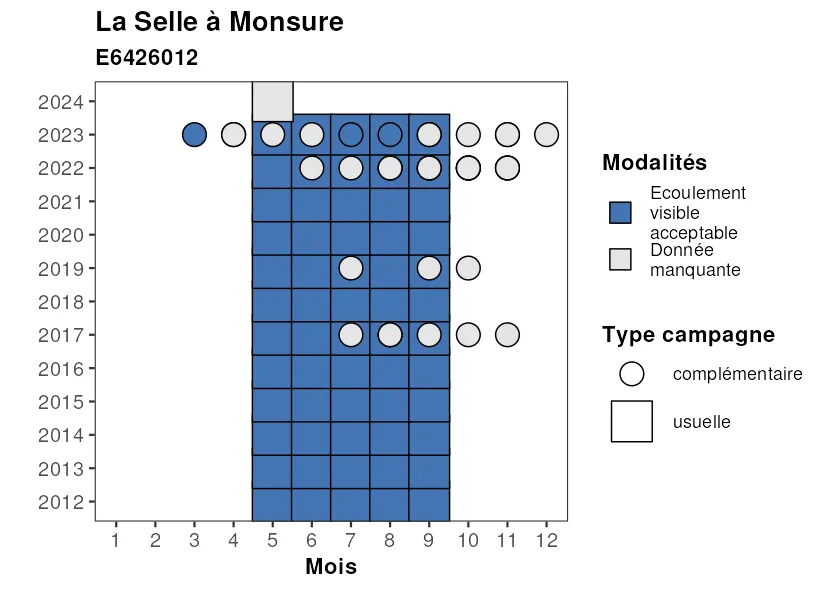 La Selle à Monsure
E6426012
2024
2023
2022
2021
2020
2019
2018
2017
2016
2015
2014
2013
2012
1 2 3 4 5 6 7 8 9 10 11 12
Mois
Modalités
Ecoulement
visible
acceptable
Donnée
manquante
Type campagne
complémentaire
usuelle